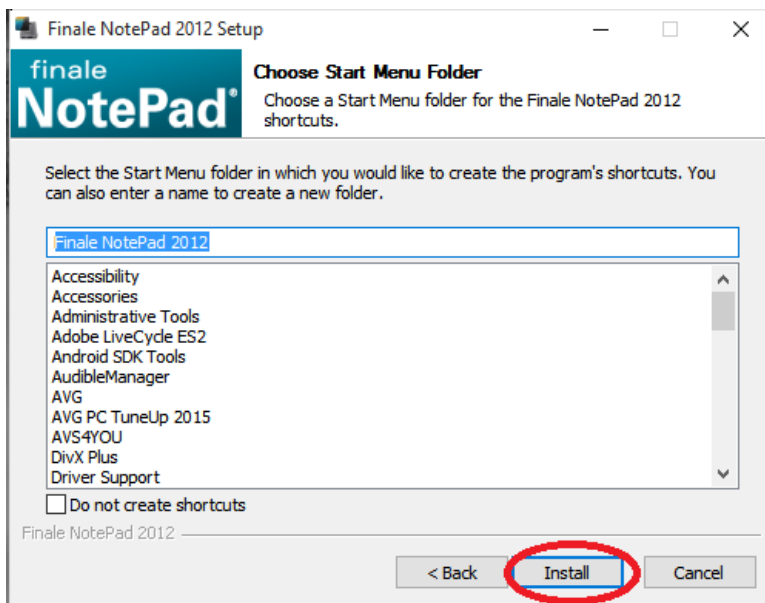 Finale NotePad 2012 Setup
finale
NotePad®
Choose Start Menu Folder
Choose a Start Menu folder for the Finale NotePad 2012
shortcuts.
Select the Start Menu folder in which you would like to create the program's shortcuts. You
can also enter a name to create a new folder.
Finale NotePad 2012
Accessibility
Accessories
Administrative Tools
Adobe LiveCycle ES2
Android SDK Tools
AudibleManager
AVG
AVG PC TuneUp 2015
AVS4YOU
DivX Plus
Driver Support
Do not create shortcuts
Finale NotePad 2012
< Back Install Cancel